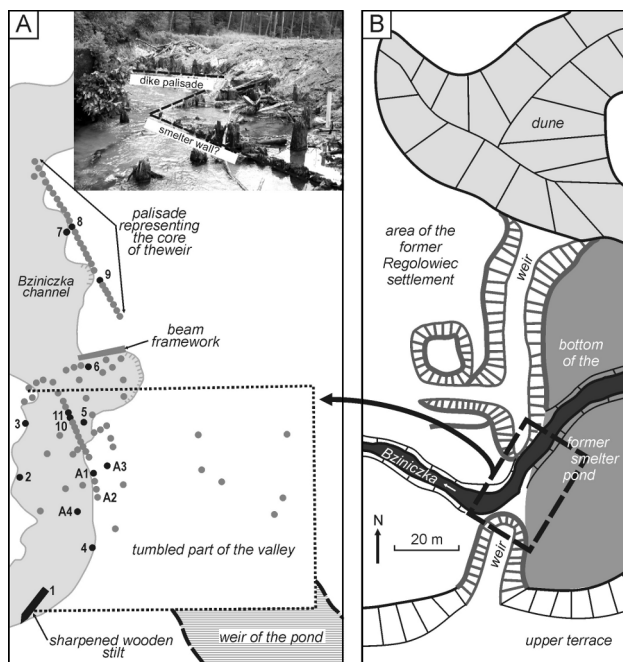 A
dike palisade
smelter wall?
palisade
representing
the core
of theweir
8
7
9
Bziniczka
channel
beam
framework
6
3
11
10
5
2
A1
A3
A2
A4
4
tumbled part of the valley
1
sharpened wooden
stilt
weir of the pond
B
dune
area of the
former
Regolowiec
settlement
weir
bottom
of the
former
smelter
pond
Bziniczka
N
20 m
weir
upper terrace